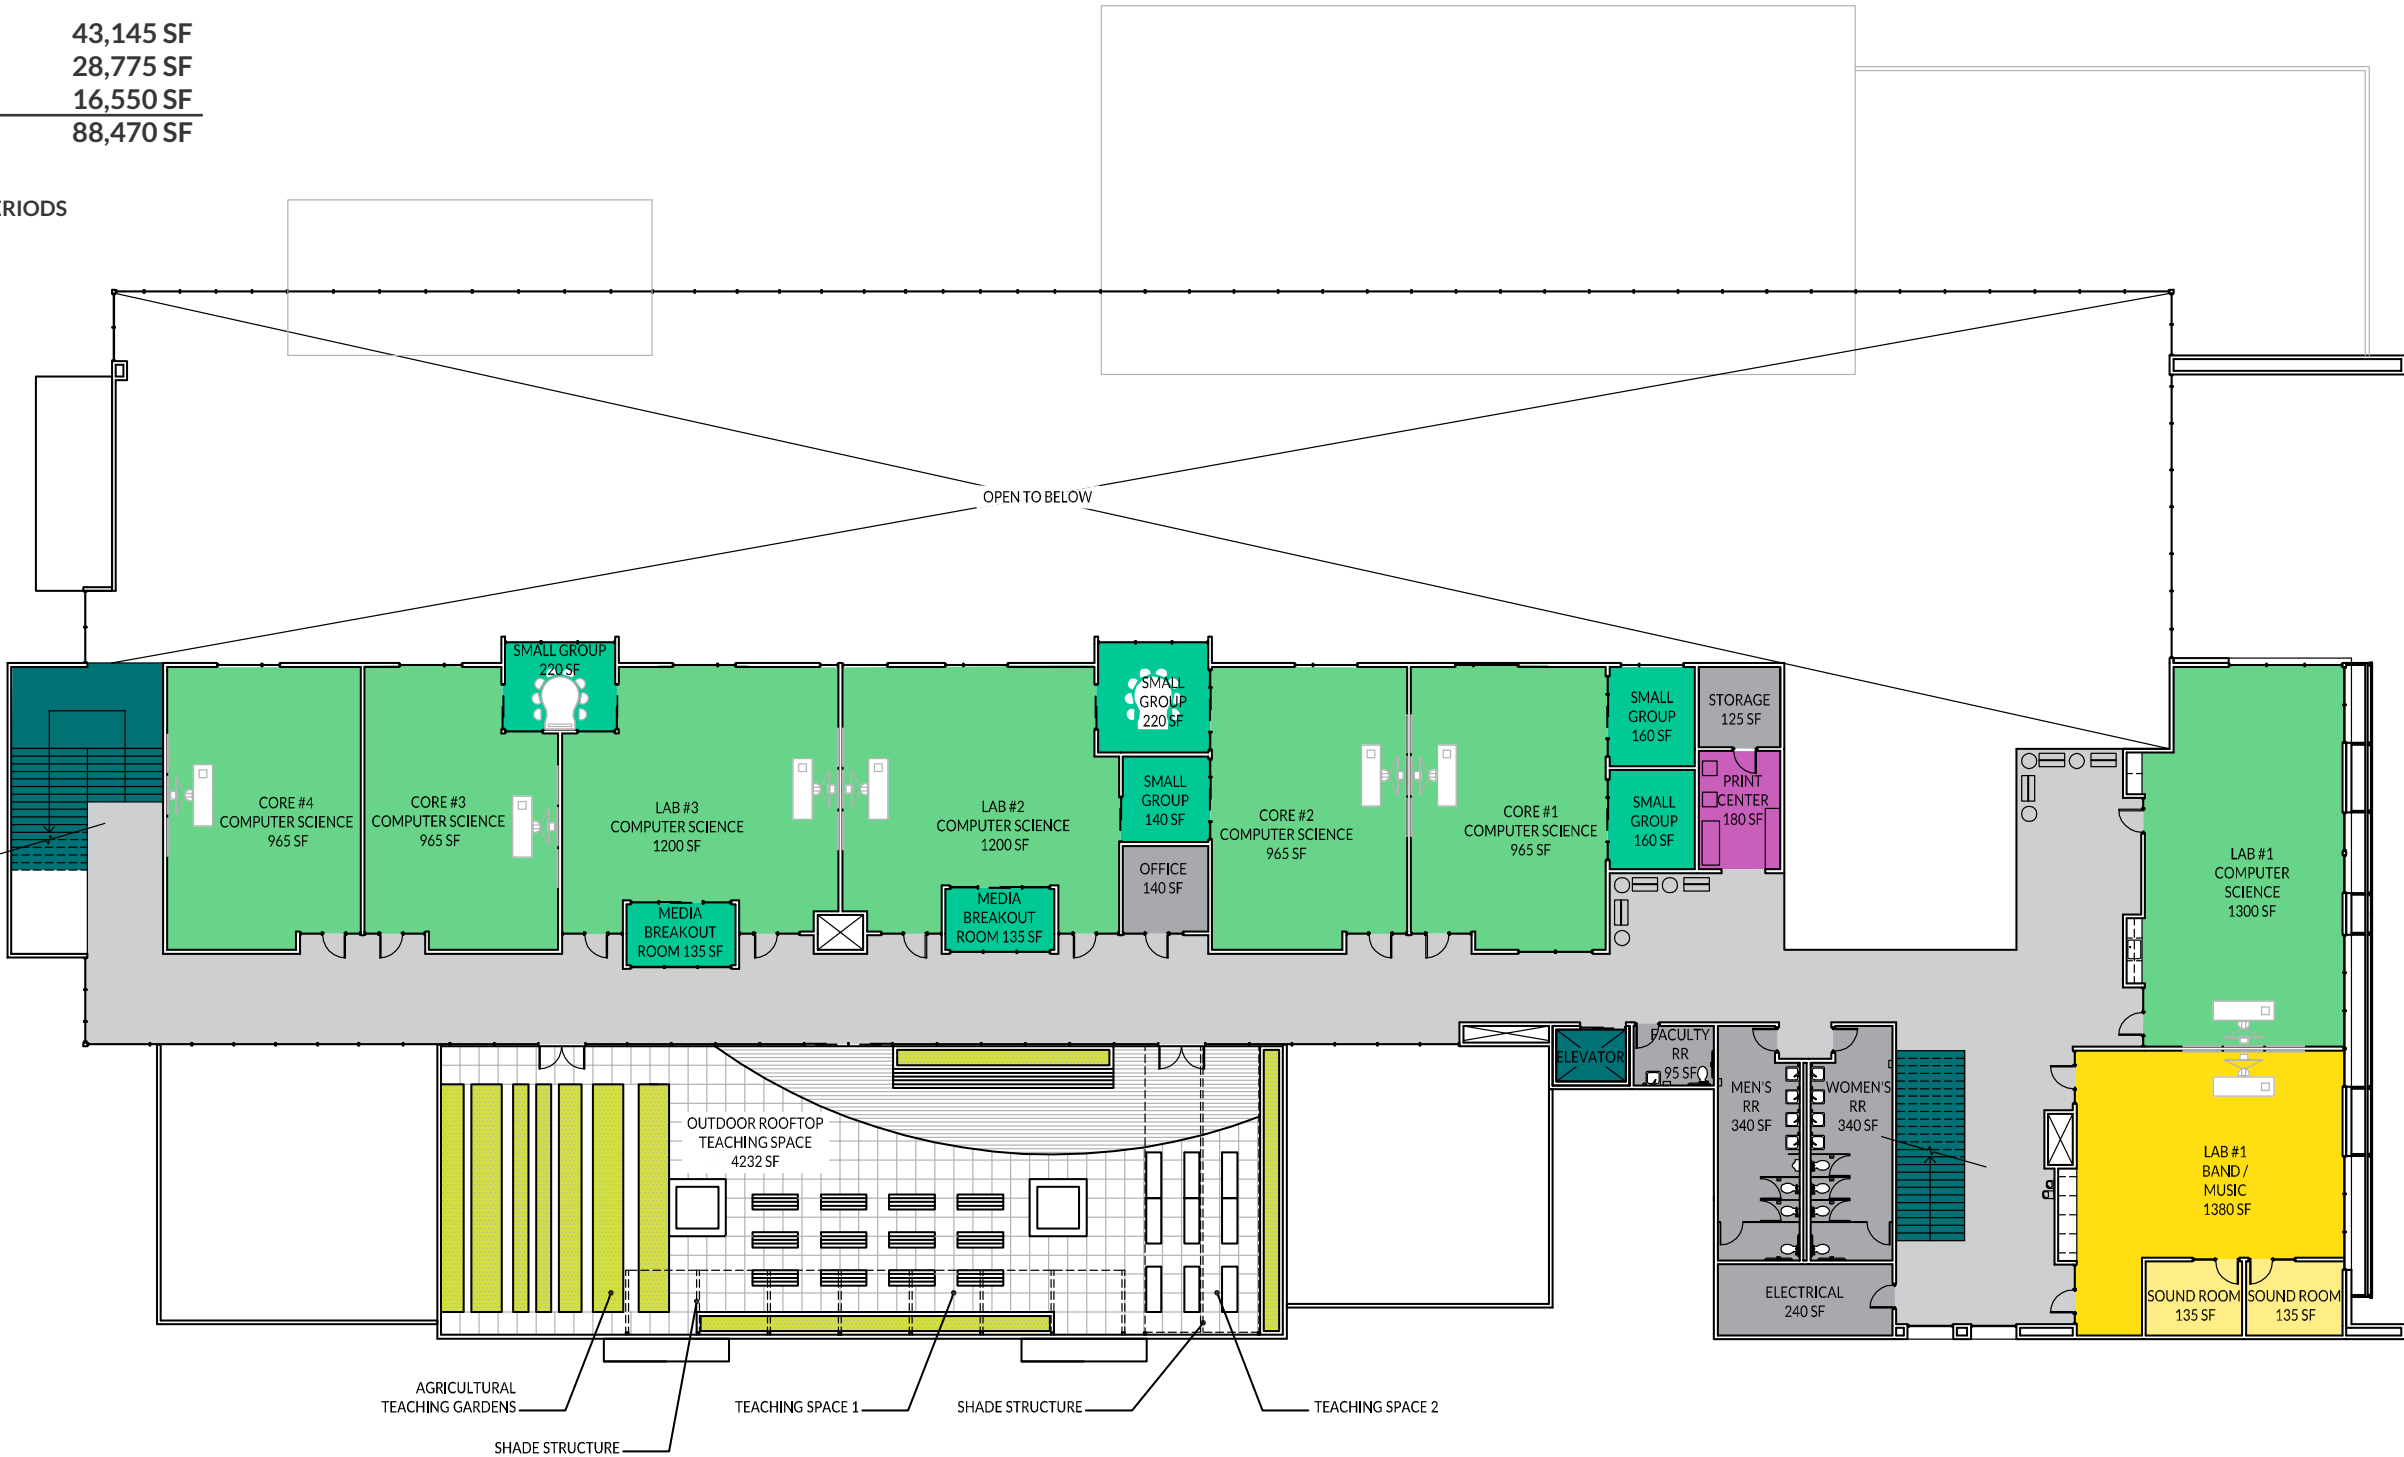 43,145 SF
28,775 SF
16,550 SF
88,470 SF
ERIODS
OPEN TO BELOW
SMALL GROUP
220 SF
SMALL
GROUP
220 SF
SMALL
GROUP
160 SF
STORAGE
125 SF
CORE #4
COMPUTER SCIENCE
965 SF
CORE #3
COMPUTER SCIENCE
965 SF
LAB #3
COMPUTER SCIENCE
1200 SF
LAB #2
COMPUTER SCIENCE
1200 SF
SMALL
GROUP
140 SF
CORE #2
COMPUTER SCIENCE
965 SF
CORE #1
COMPUTER SCIENCE
965 SF
SMALL
GROUP
160 SF
PRINT
CENTER
180 SF
OFFICE
140 SF
LAB #1
COMPUTER
SCIENCE
1300 SF
MEDIA
BREAKOUT
ROOM 135 SF
MEDIA
BREAKOUT
ROOM 135 SF
ELEVATOR
FACULTY
RR
95 SF
MEN'S
RR
340 SF
WOMEN'S
RR
340 SF
OUTDOOR ROOFTOP
TEACHING SPACE
4232 SF
LAB #1
BAND /
MUSIC
1380 SF
ELECTRICAL
240 SF
SOUND ROOM
135 SF
SOUND ROOM
135 SF
AGRICULTURAL
TEACHING GARDENS
TEACHING SPACE 1
SHADE STRUCTURE
TEACHING SPACE 2
SHADE STRUCTURE